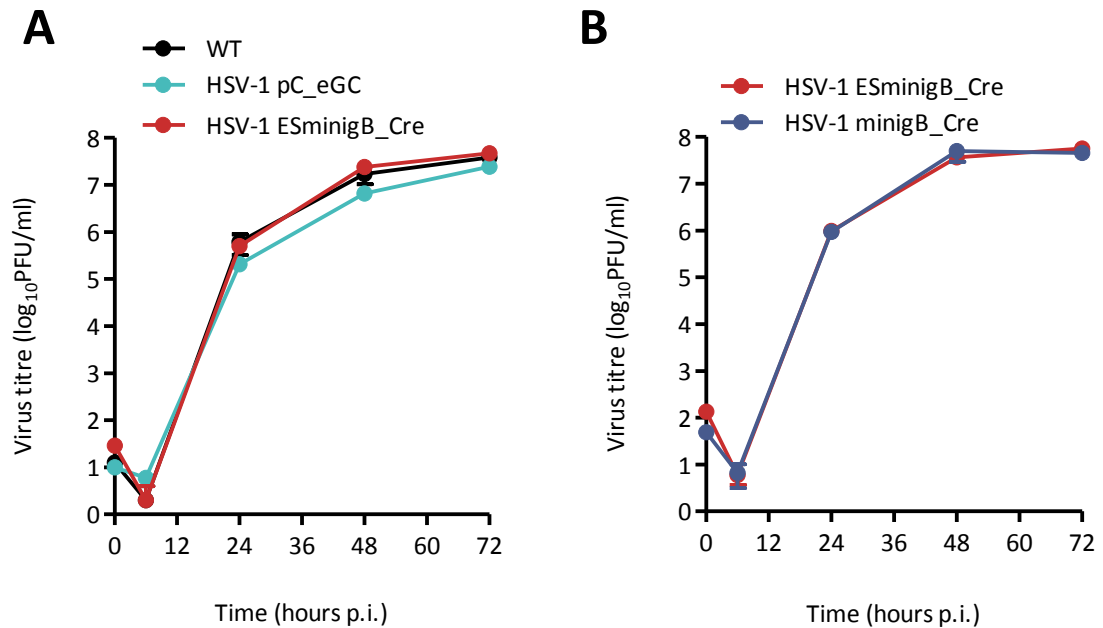 A
WT
HSV-1 pC_eGC
HSV-1 ESminigB_Cre
8
7
6
5
4
3
2
1
0
Virus titre (log10PFU/ml)
0 12 24 36 48 60 72
Time (hours p.i.)
B
HSV-1 ESminigB_Cre
HSV-1 minigB_Cre
8
7
6
5
4
3
2
1
0
Virus titre (log10PFU/ml)
0 12 24 36 48 60 72
Time (hours p.i.)